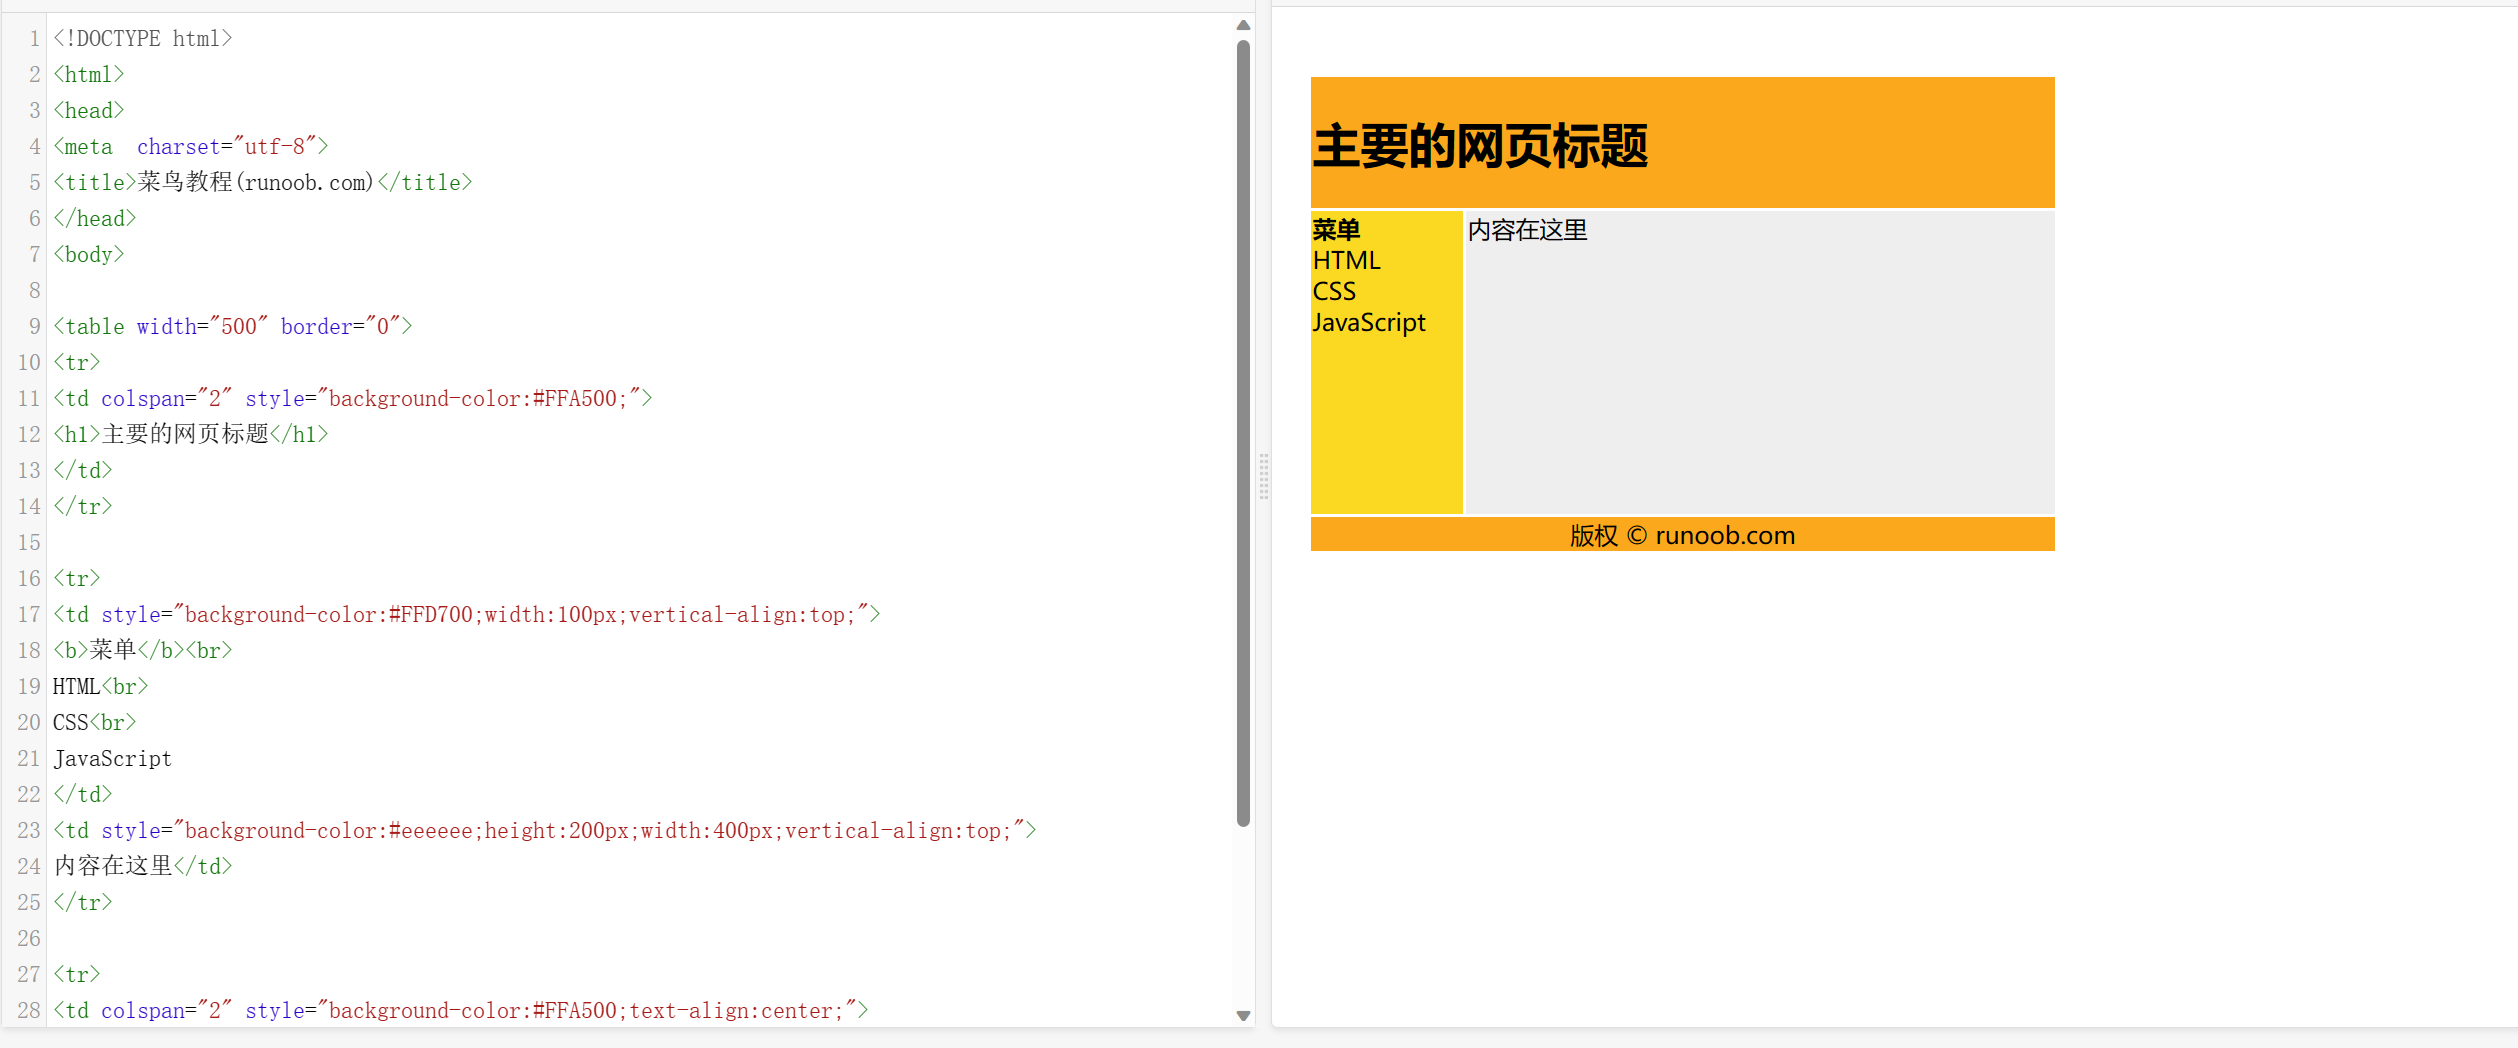 1 <!DOCTYPE html>
2 <html>
3 <head>
4 <meta  charset="utf-8">
5 <title>菜鸟教程(runoob.com)</title>
6 </head>
7 <body>
8
9 <table width="500" border="0">
10 <tr>
11 <td colspan="2" style="background-color:#FFA500;">
12 <h1>主要的网页标题</h1>
13 </td>
14 </tr>
15
16 <tr>
17 <td style="background-color:#FFD700;width:100px;vertical-align:top;">
18 <b>菜单</b><br>
19 HTML<br>
20 CSS<br>
21 JavaScript
22 </td>
23 <td style="background-color:#eeeeee;height:200px;width:400px;vertical-align:top;">
24 内容在这里</td>
25 </tr>
26
27 <tr>
28 <td colspan="2" style="background-color:#FFA500;text-align:center;">
主要的网页标题
菜单
HTML
CSS
JavaScript
内容在这里
版权 © runoob.com